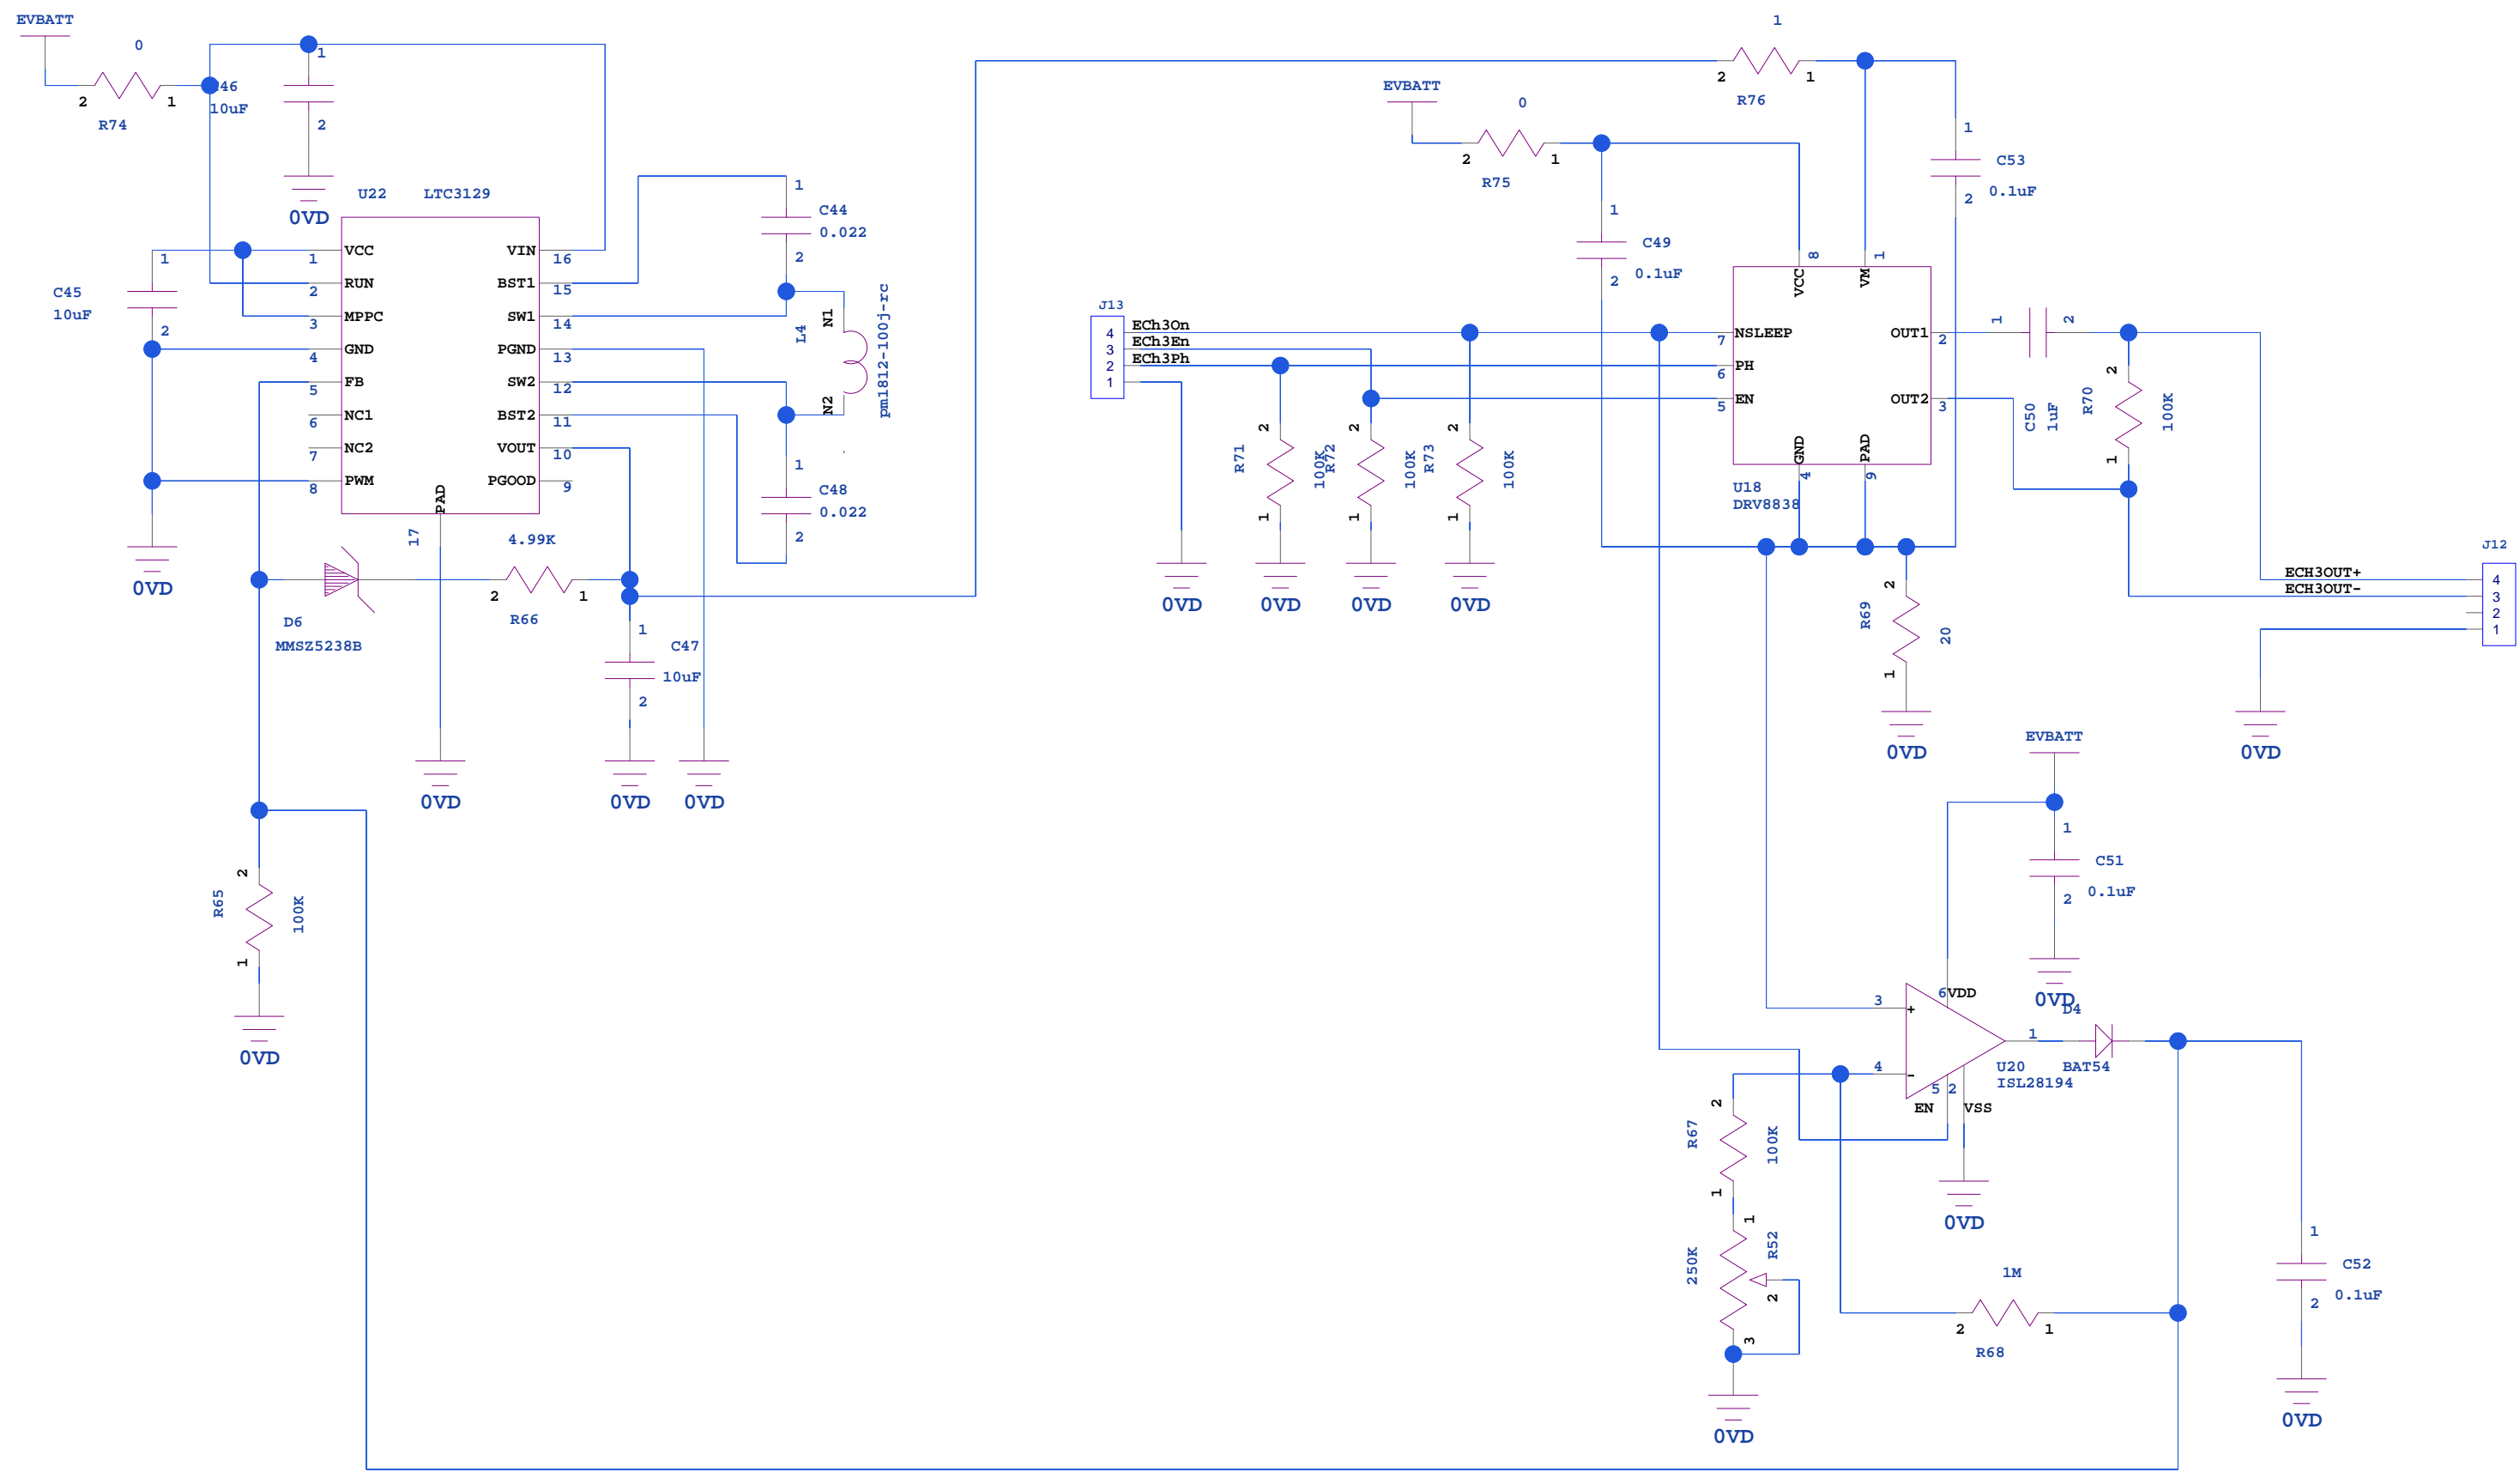 EVBATT
0
2
1
R74
1
C46
10uF
2
0VD
U22
LTC3129
VCC
1
RUN
2
MPPC
3
GND
4
FB
5
NC1
6
NC2
7
PWM
8
VIN
16
BST1
15
SW1
14
PGND
13
SW2
12
BST2
11
VOUT
10
PGOOD
9
PAD
17
1
C45
10uF
2
0VD
1
C44
0.022
2
L4
N1
N2
pm1812-100j-rc
1
C48
0.022
2
D6
MMSZ5238B
4.99K
2
1
R66
1
C47
10uF
2
0VD
0VD
0VD
2
R65
100K
1
0VD
1
2
1
R76
EVBATT
0
2
1
R75
1
C53
0.1uF
2
1
C49
0.1uF
2
J13
4
3
2
1
ECh3On
ECh3En
ECh3Ph
VCC
8
VM
1
NSLEEP
7
PH
6
EN
5
OUT1
2
OUT2
3
GND
4
PAD
9
U18
DRV8838
2
R71
100K
1
2
R72
100K
1
2
R73
100K
1
0VD
0VD
0VD
0VD
1
2
C50
1uF
2
R70
100K
1
J12
4
3
2
1
ECH3OUT+
ECH3OUT-
0VD
2
R69
20
1
0VD
EVBATT
1
C51
0.1uF
2
0VD
3
+
4
-
6
VDD
1
5
2
EN
VSS
U20
ISL28194
0VD
D4
BAT54
2
R67
100K
1
1
R52
250K
2
3
0VD
1M
2
1
R68
1
C52
0.1uF
2
0VD